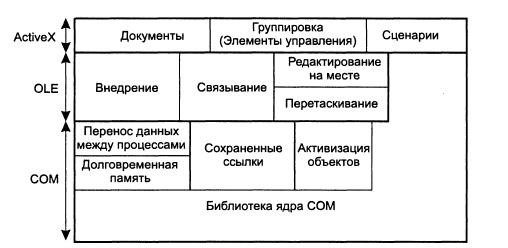 ActiveX
Документы
Группировка
(Элементы управления)
Сценарии
OLE
Внедрение
Связывание
Редактирование
на месте
Перетаскивание
COM
Перенос данных
между процессами
Долговременная
память
Сохраненные
ссылки
Активизация
объектов
Библиотека ядра COM